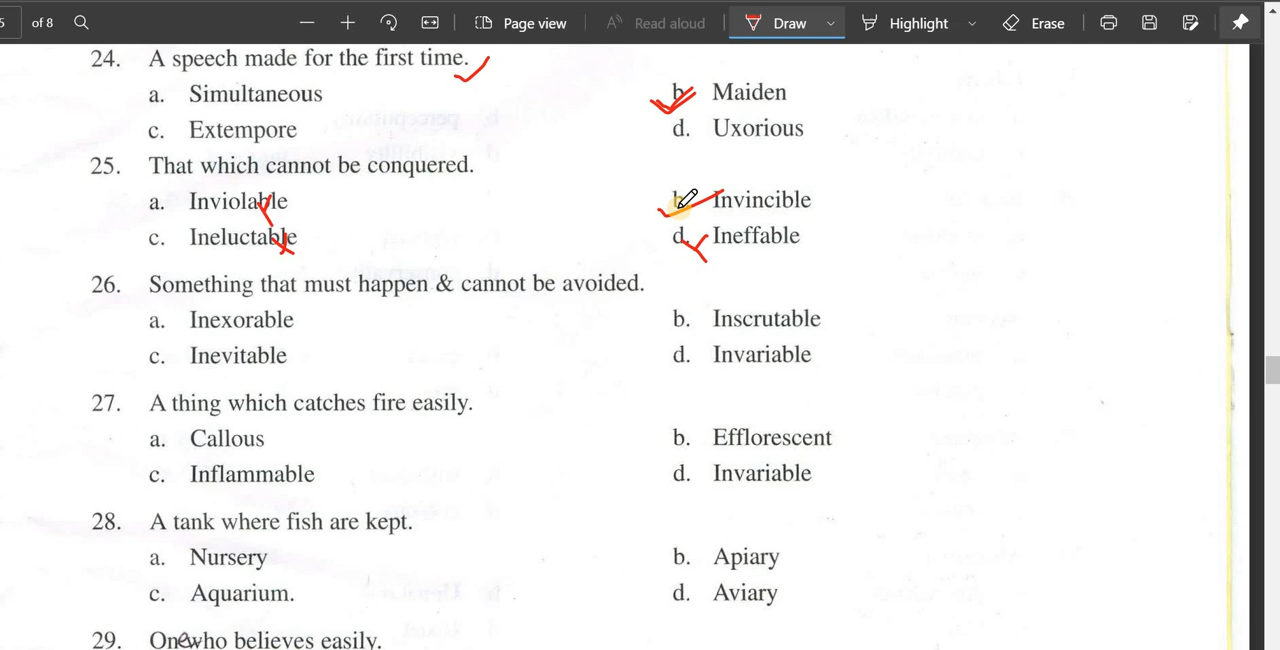 5 of 8 Page view Read aloud Draw Highlight Erase
24. A speech made for the first time.
a. Simultaneous b. Maiden
c. Extempore d. Uxorious
25. That which cannot be conquered.
a. Inviolable b. Invincible
c. Ineluctable d. Ineffable
26. Something that must happen & cannot be avoided.
a. Inexorable b. Inscrutable
c. Inevitable d. Invariable
27. A thing which catches fire easily.
a. Callous b. Efflorescent
c. Inflammable d. Invariable
28. A tank where fish are kept.
a. Nursery b. Apiary
c. Aquarium. d. Aviary
29. One who believes easily.